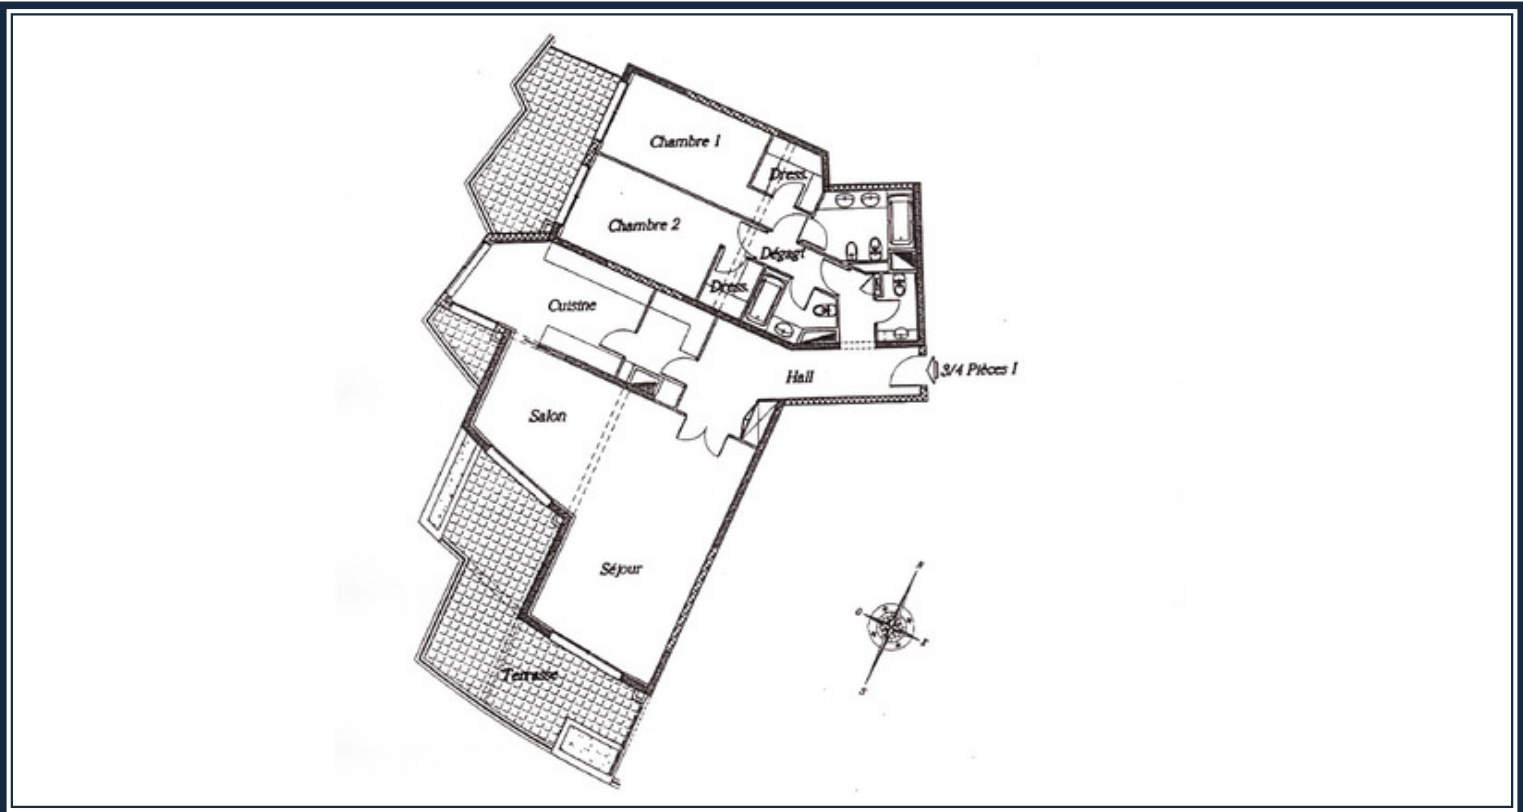 Chambre 1
Dress.
Chambre 2
Dégagt
Dress.
Cuisine
Hall
3/4 Pièces I
Salon
Séjour
Terrasse
N
O
E
S